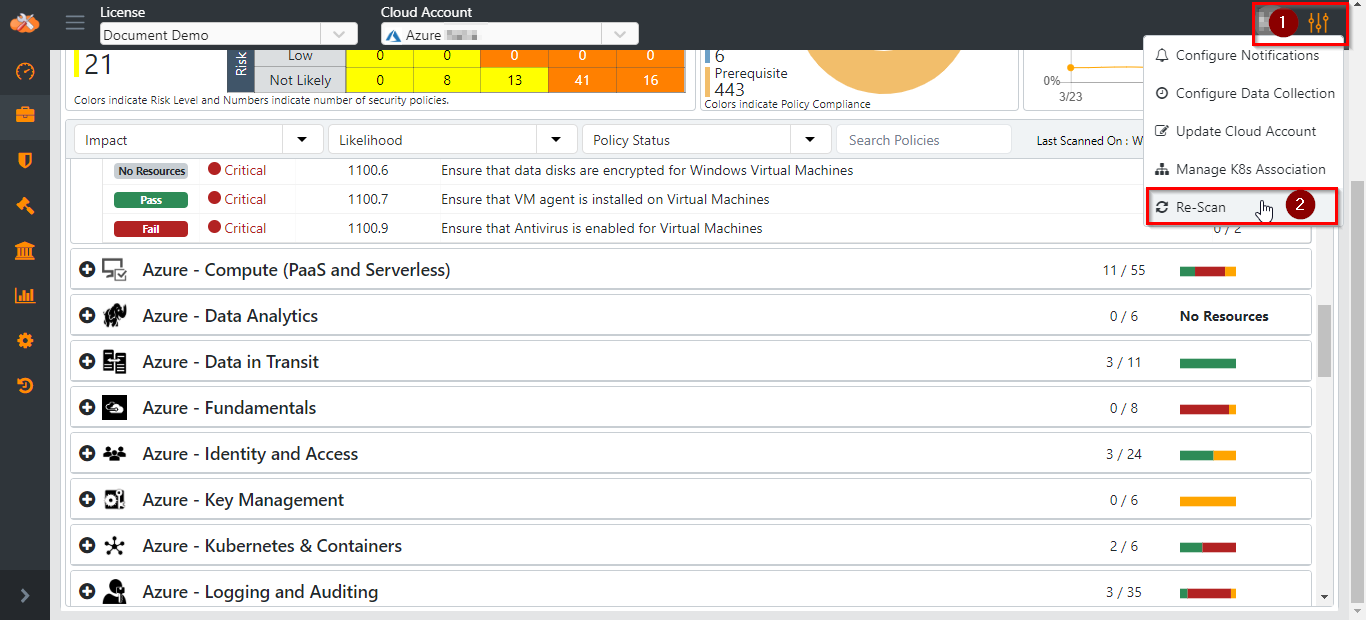 License
Cloud Account
Document Demo
Azure
1
Configure Notifications
Configure Data Collection
Update Cloud Account
Manage K8s Association
Re-Scan
2
21
Risk
Low 0 0 0 0 0
Not Likely 0 8 13 41 16
Colors indicate Risk Level and Numbers indicate number of security policies.
6
Prerequisite
443
Colors indicate Policy Compliance
0%
3/23
Impact
Likelihood
Policy Status
Search Policies
Last Scanned On : W
No Resources Critical 1100.6 Ensure that data disks are encrypted for Windows Virtual Machines
Pass Critical 1100.7 Ensure that VM agent is installed on Virtual Machines
Fail Critical 1100.9 Ensure that Antivirus is enabled for Virtual Machines 0 / 2
Azure - Compute (PaaS and Serverless) 11 / 55
Azure - Data Analytics 0 / 6 No Resources
Azure - Data in Transit 3 / 11
Azure - Fundamentals 0 / 8
Azure - Identity and Access 3 / 24
Azure - Key Management 0 / 6
Azure - Kubernetes & Containers 2 / 6
Azure - Logging and Auditing 3 / 35